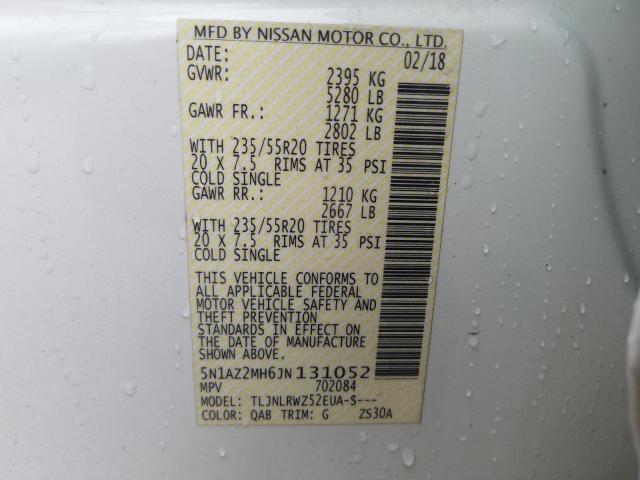 MFD BY NISSAN MOTOR CO., LTD.
DATE: 02/18
GVWR: 2395 KG
5280 LB
GAWR FR.: 1271 KG
2802 LB
WITH 235/55R20 TIRES
20 X 7.5 RIMS AT 35 PSI
COLD SINGLE
GAWR RR.: 1210 KG
2667 LB
WITH 235/55R20 TIRES
20 X 7.5 RIMS AT 35 PSI
COLD SINGLE
THIS VEHICLE CONFORMS TO
ALL APPLICABLE FEDERAL
MOTOR VEHICLE SAFETY AND
THEFT PREVENTION
STANDARDS IN EFFECT ON
THE DATE OF MANUFACTURE
SHOWN ABOVE.
5N1AZ2MH6JN131052
MPV 702084
MODEL: TLJNLRWZ52EUA-S---
COLOR: QAB TRIM: G ZS30A